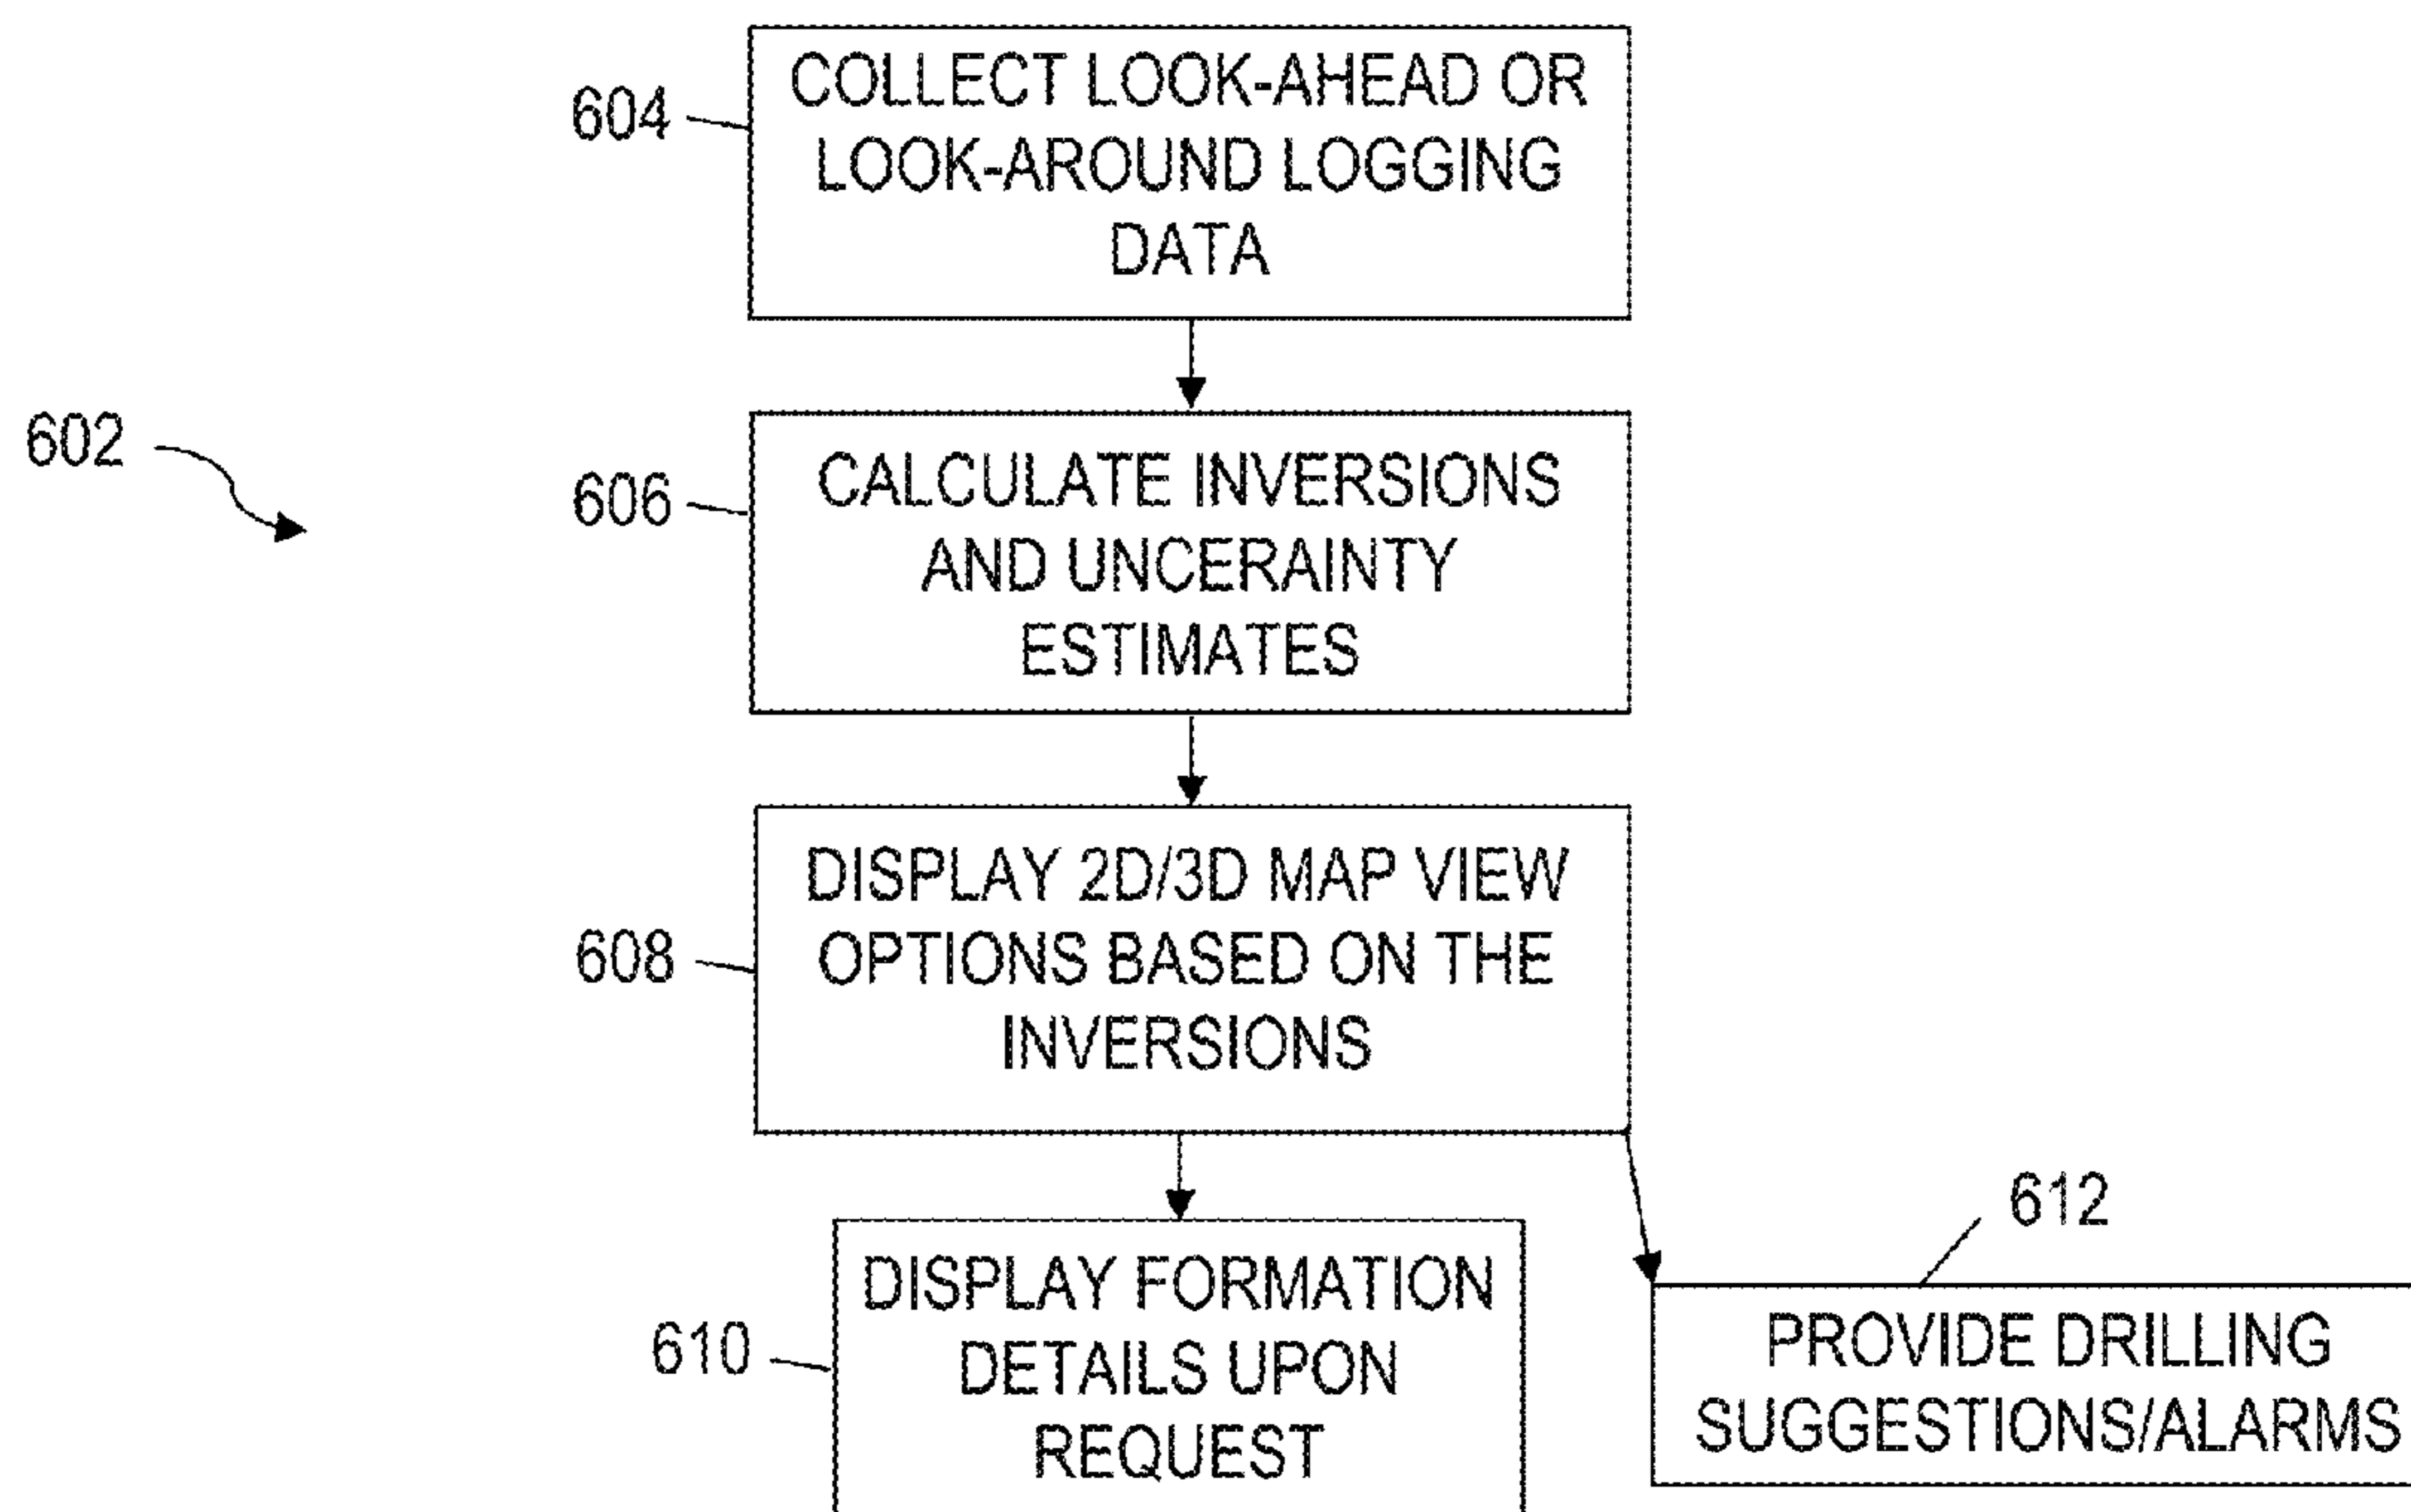 604
COLLECT LOOK-AHEAD OR
LOOK-AROUND LOGGING
DATA
602
606
CALCULATE INVERSIONS
AND UNCERAINTY
ESTIMATES
608
DISPLAY 2D/3D MAP VIEW
OPTIONS BASED ON THE
INVERSIONS
610
DISPLAY FORMATION
DETAILS UPON
REQUEST
612
PROVIDE DRILLING
SUGGESTIONS/ALARMS